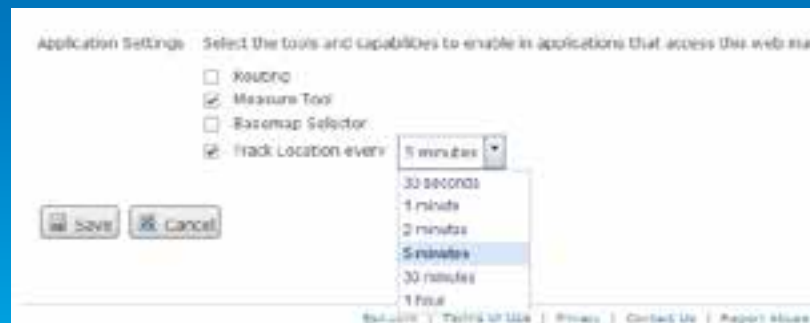 Application Settings Select the tools and capabilities to enable in applications that access this web ma
Routing
Measure Tool
Basemap Selector
Track Location every 5 minutes
30 seconds
1 minute
2 minutes
5 minutes
30 minutes
1 hour
Save Cancel
Terms of Use | Privacy | Contact Us | Report Abuse